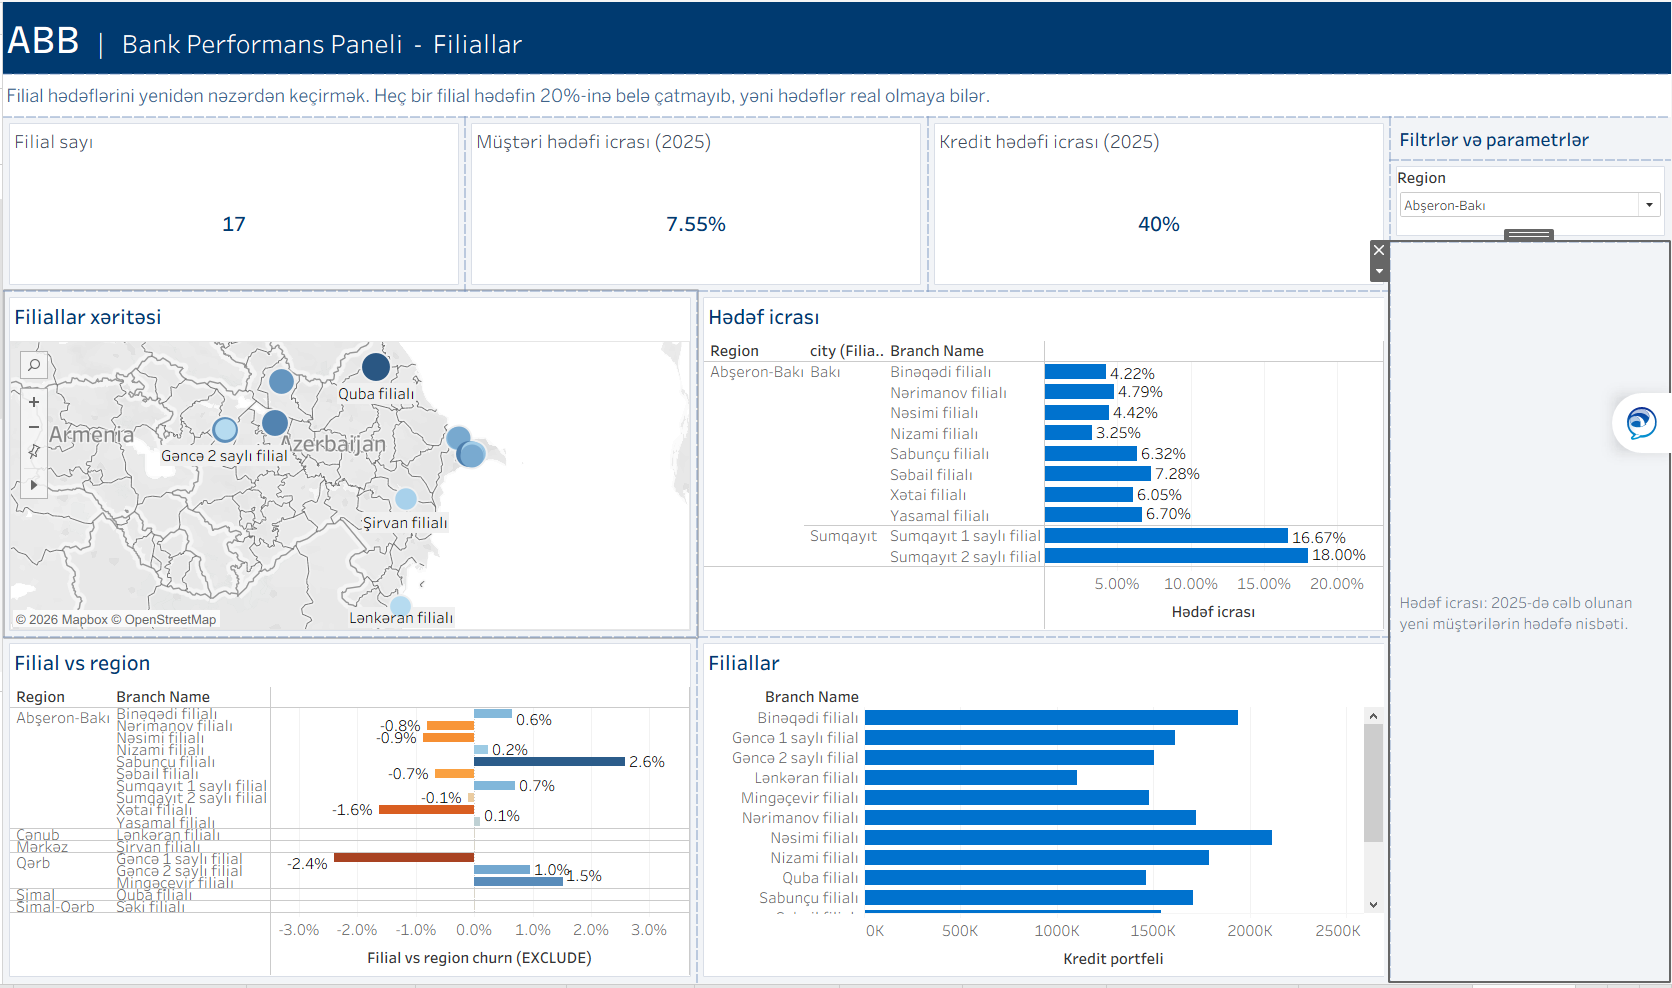 ABB | Bank Performans Paneli - Filiallar
Filial hədəflərini yenidən nəzərdən keçirmək. Heç bir filial hədəfin 20%-inə belə çatmayıb, yəni hədəflər real olmaya bilər.
Filial sayı
17
Müştəri hədəfi icrası (2025)
7.55%
Kredit hədəfi icrası (2025)
40%
Filtrlər və parametrlər
Region
Abşeron-Bakı
Filiallar xəritəsi
Armenia
Azerbaijan
Quba filialı
Gəncə 2 saylı filial
Şirvan filialı
Lənkəran filialı
© 2026 Mapbox © OpenStreetMap
Hədəf icrası
Region city (Filia.. Branch Name
Abşeron-Bakı Bakı Binəqədi filialı 4.22%
Nərimanov filialı 4.79%
Nəsimi filialı 4.42%
Nizami filialı 3.25%
Sabunçu filialı 6.32%
Səbail filialı 7.28%
Xətai filialı 6.05%
Yasamal filialı 6.70%
Sumqayıt Sumqayıt 1 saylı filial 16.67%
Sumqayıt 2 saylı filial 18.00%
5.00% 10.00% 15.00% 20.00%
Hədəf icrası
Hədəf icrası: 2025-də cəlb olunan
yeni müştərilərin hədəfə nisbəti.
Filial vs region
Region Branch Name
Abşeron-Bakı Binəqədi filialı 0.6%
Nərimanov filialı -0.8%
Nəsimi filialı -0.9%
Nizami filialı 0.2%
Sabunçu filialı 2.6%
Səbail filialı -0.7%
Sumqayıt 1 saylı filial 0.7%
Sumqayıt 2 saylı filial -0.1%
Xətai filialı -1.6%
Yasamal filialı 0.1%
Cənub Lənkəran filialı
Mərkəz Şirvan filialı
Qərb Gəncə 1 saylı filial -2.4%
Gəncə 2 saylı filial 1.0%
Mingəçevir filialı 1.5%
Şimal Quba filialı
Şimal-Qərb Şəki filialı
-3.0% -2.0% -1.0% 0.0% 1.0% 2.0% 3.0%
Filial vs region churn (EXCLUDE)
Filiallar
Branch Name
Binəqədi filialı
Gəncə 1 saylı filial
Gəncə 2 saylı filial
Lənkəran filialı
Mingəçevir filialı
Nərimanov filialı
Nəsimi filialı
Nizami filialı
Quba filialı
Sabunçu filialı
0K 500K 1000K 1500K 2000K 2500K
Kredit portfeli